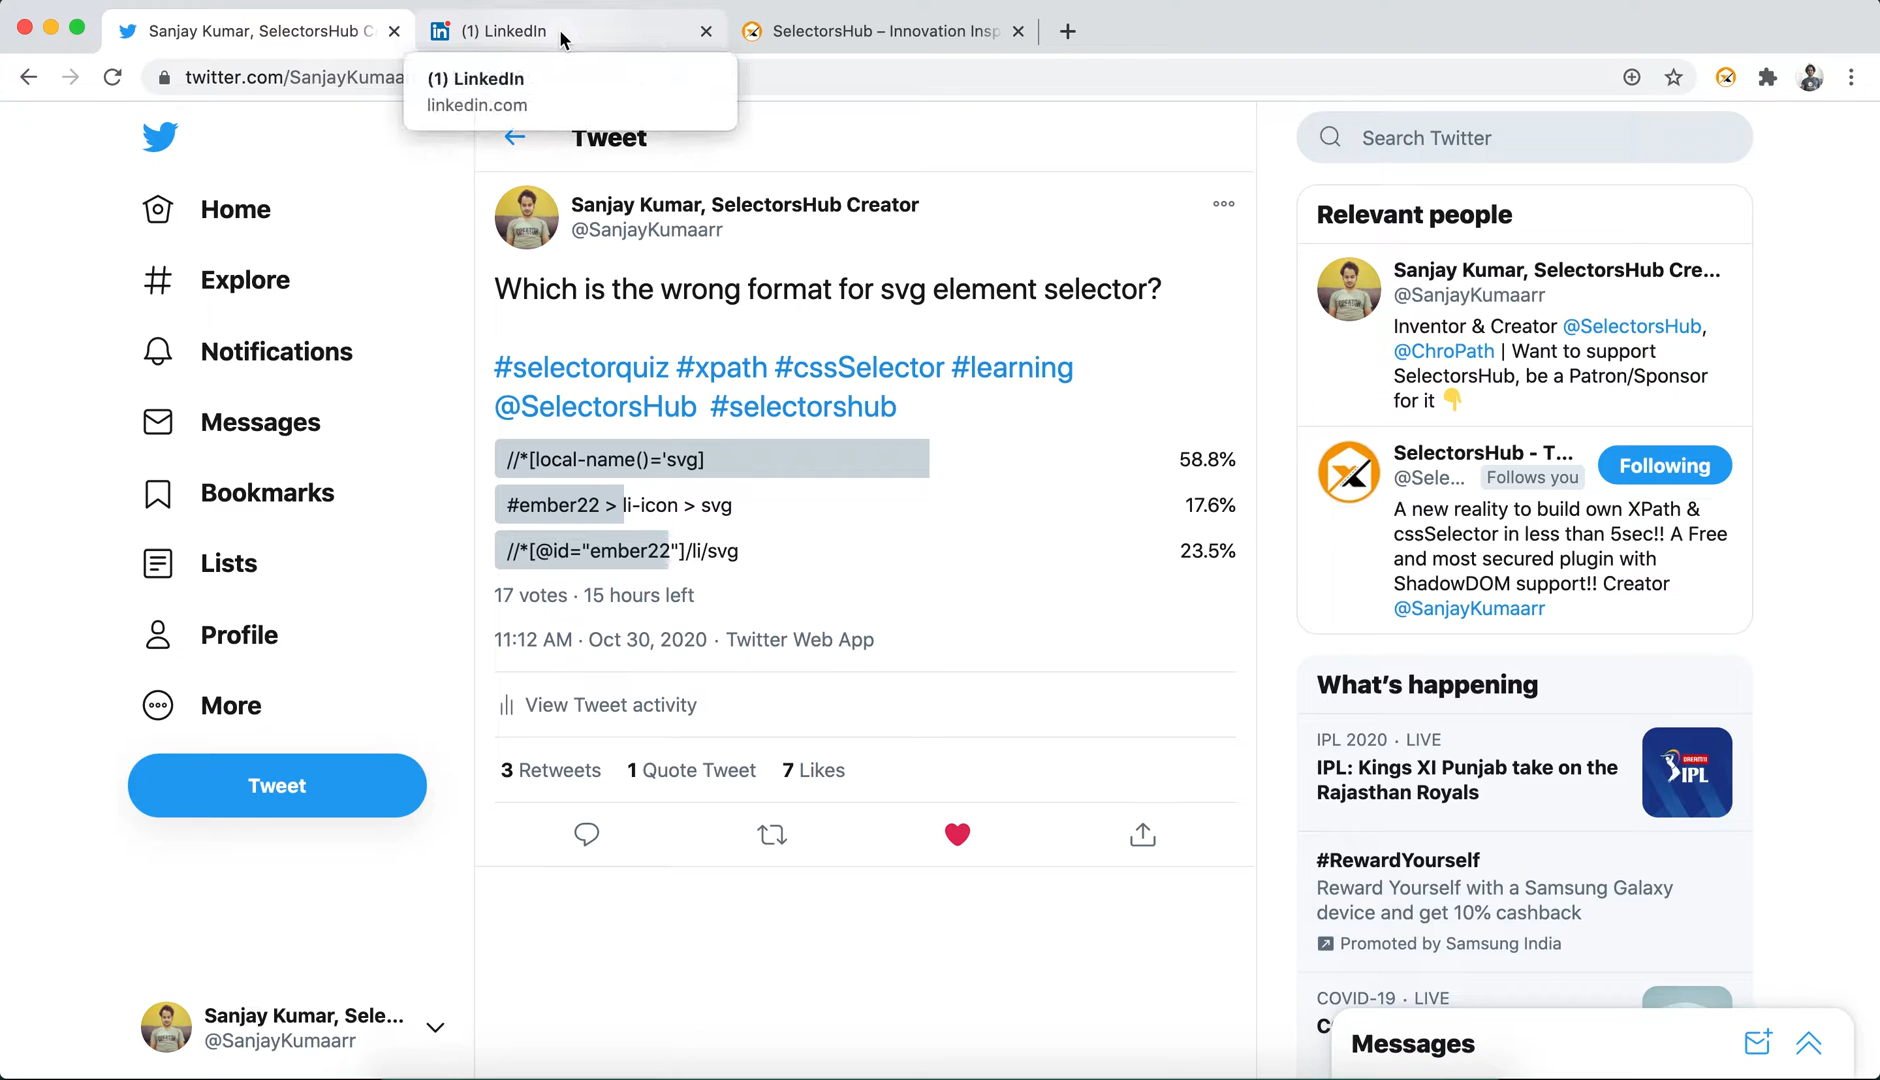 Sanjay Kumar, SelectorsHub C
(1) LinkedIn
SelectorsHub – Innovation Insp
twitter.com/SanjayKumaa
(1) LinkedIn
linkedin.com
Tweet
Search Twitter
Home
Explore
Notifications
Messages
Bookmarks
Lists
Profile
More
Tweet
Sanjay Kumar, Sele...
@SanjayKumaarr
Sanjay Kumar, SelectorsHub Creator
@SanjayKumaarr
Which is the wrong format for svg element selector?
#selectorquiz #xpath #cssSelector #learning
@SelectorsHub #selectorshub
//*[local-name()='svg] 58.8%
#ember22 > li-icon > svg 17.6%
//*[@id="ember22"]/li/svg 23.5%
17 votes · 15 hours left
11:12 AM · Oct 30, 2020 · Twitter Web App
View Tweet activity
3 Retweets 1 Quote Tweet 7 Likes
Relevant people
Sanjay Kumar, SelectorsHub Cre...
@SanjayKumaarr
Inventor & Creator @SelectorsHub,
@ChroPath | Want to support
SelectorsHub, be a Patron/Sponsor
for it 👇
SelectorsHub - T...
@Sele... Follows you
Following
A new reality to build own XPath &
cssSelector in less than 5sec!! A Free
and most secured plugin with
ShadowDOM support!! Creator
@SanjayKumaarr
What's happening
IPL 2020 · LIVE
IPL: Kings XI Punjab take on the
Rajasthan Royals
DREAM11
IPL
#RewardYourself
Reward Yourself with a Samsung Galaxy
device and get 10% cashback
Promoted by Samsung India
COVID-19 · LIVE
Messages